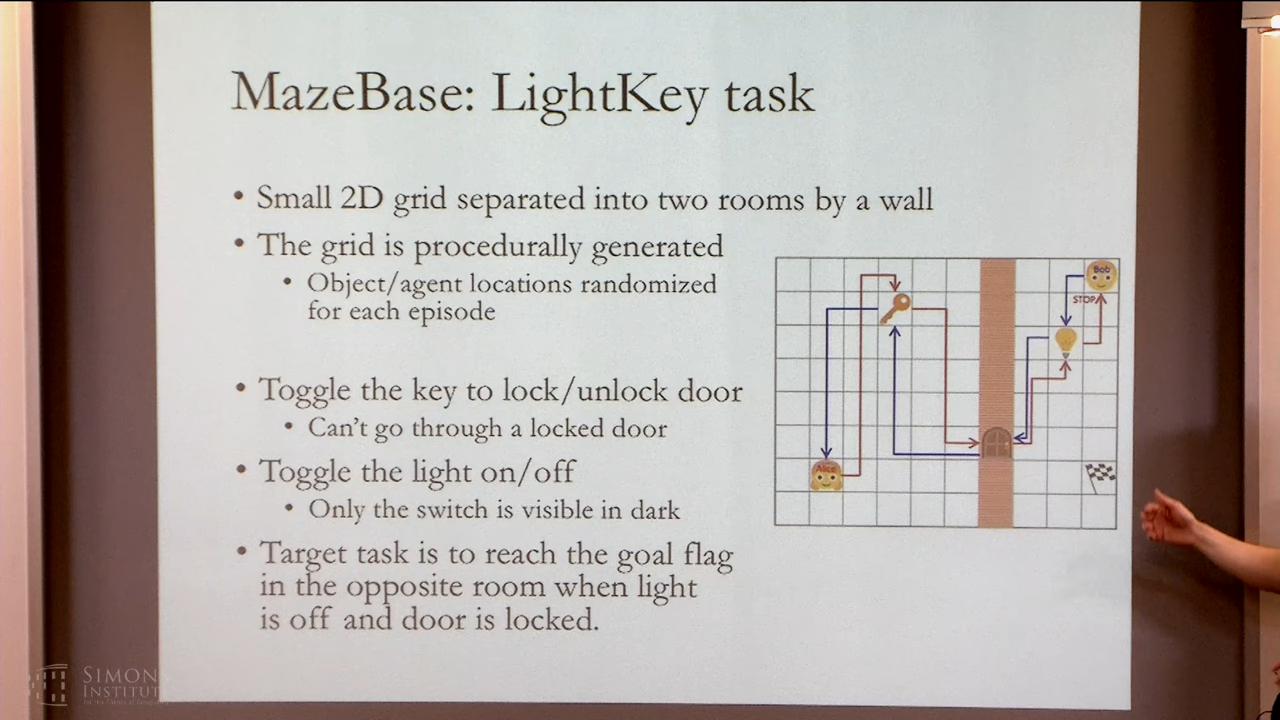 MazeBase: LightKey task
• Small 2D grid separated into two rooms by a wall
• The grid is procedurally generated
• Object/agent locations randomized
for each episode
• Toggle the key to lock/unlock door
• Can't go through a locked door
• Toggle the light on/off
• Only the switch is visible in dark
• Target task is to reach the goal flag
in the opposite room when light
is off and door is locked.
Bob
STOP
Alice
SIMONS
INSTITUT